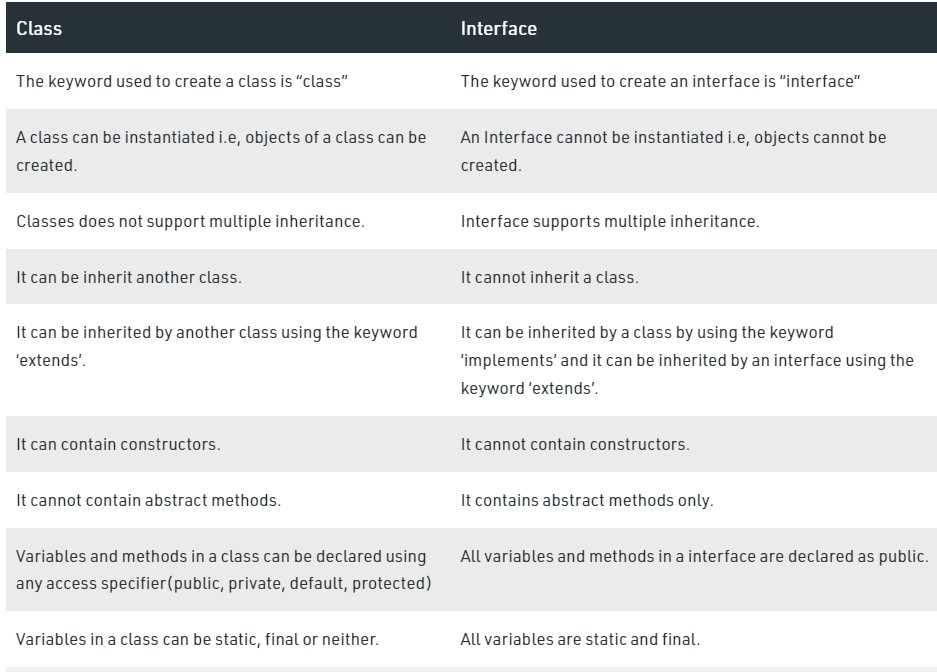 Class Interface
The keyword used to create a class is “class” The keyword used to create an interface is “interface”
A class can be instantiated i.e, objects of a class can be An Interface cannot be instantiated i.e, objects cannot be
created. created.
Classes does not support multiple inheritance. Interface supports multiple inheritance.
It can be inherit another class. It cannot inherit a class.
It can be inherited by another class using the keyword It can be inherited by a class by using the keyword
‘extends’. ‘implements’ and it can be inherited by an interface using the
keyword ‘extends’.
It can contain constructors. It cannot contain constructors.
It cannot contain abstract methods. It contains abstract methods only.
Variables and methods in a class can be declared using All variables and methods in a interface are declared as public.
any access specifier(public, private, default, protected)
Variables in a class can be static, final or neither. All variables are static and final.